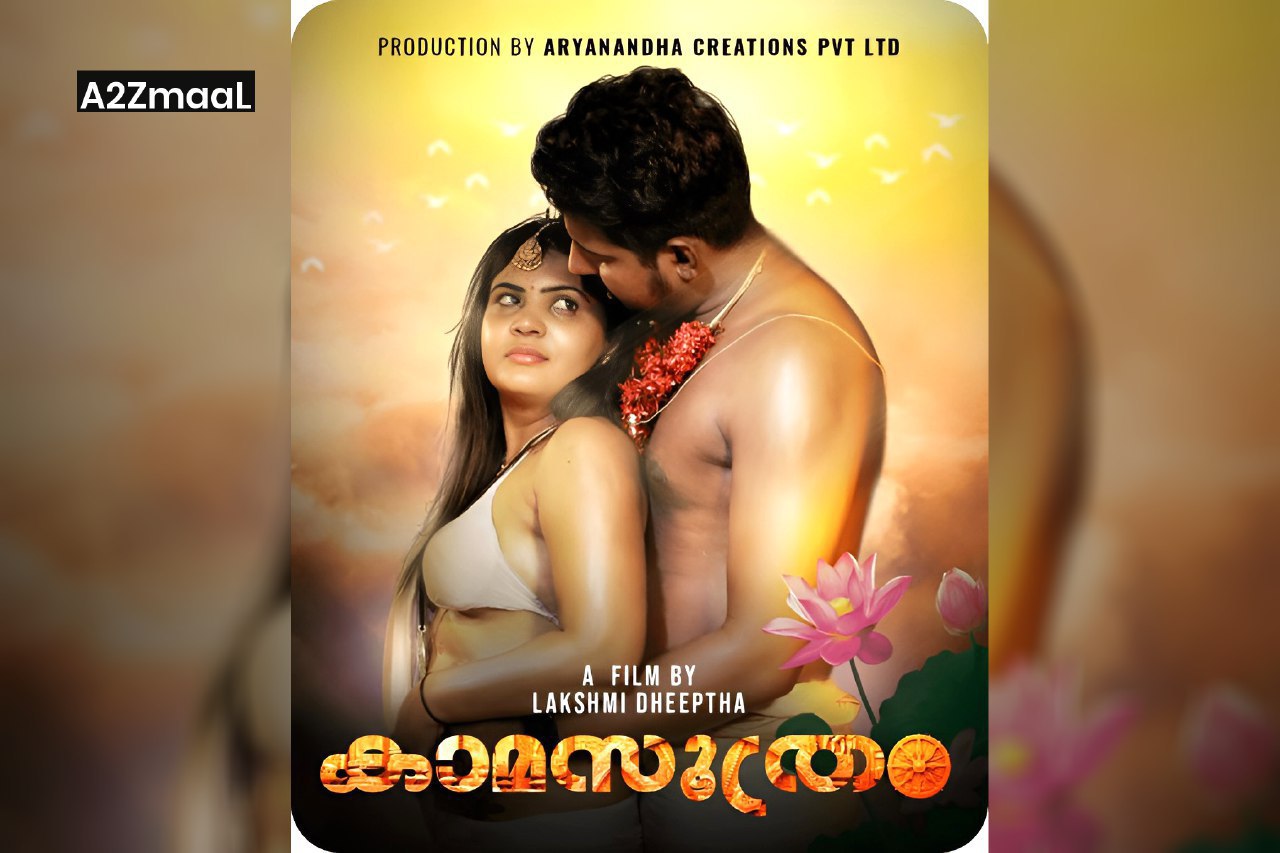 PRODUCTION BY ARYANANDHA CREATIONS PVT LTD
A2ZmaaL
A FILM BY
LAKSHMI DHEEPTHA
കാമസൂത്രം